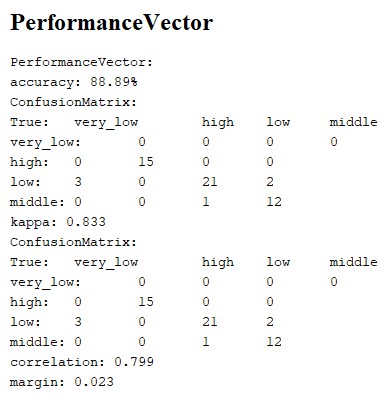 PerformanceVector
PerformanceVector:
accuracy: 88.89%
ConfusionMatrix:
True: very_low high low middle
very_low: 0 0 0 0
high: 0 15 0 0
low: 3 0 21 2
middle: 0 0 1 12
kappa: 0.833
ConfusionMatrix:
True: very_low high low middle
very_low: 0 0 0 0
high: 0 15 0 0
low: 3 0 21 2
middle: 0 0 1 12
correlation: 0.799
margin: 0.023